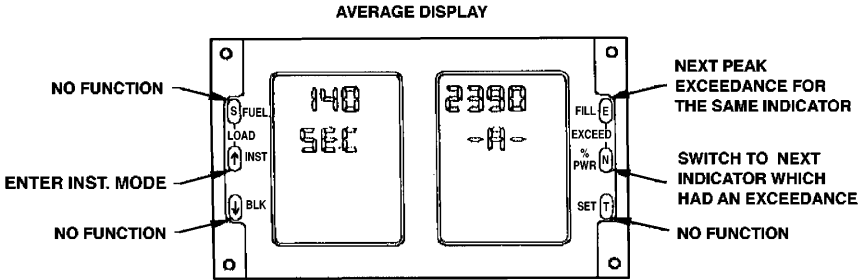 AVERAGE DISPLAY
NO FUNCTION
ENTER INST. MODE
NO FUNCTION
S FUEL
LOAD
↑ INST
↓ BLK
140
SEC
2390
-A-
FILL E
EXCEED
%
PWR N
SET T
NEXT PEAK
EXCEEDANCE FOR
THE SAME INDICATOR
SWITCH TO NEXT
INDICATOR WHICH
HAD AN EXCEEDANCE
NO FUNCTION